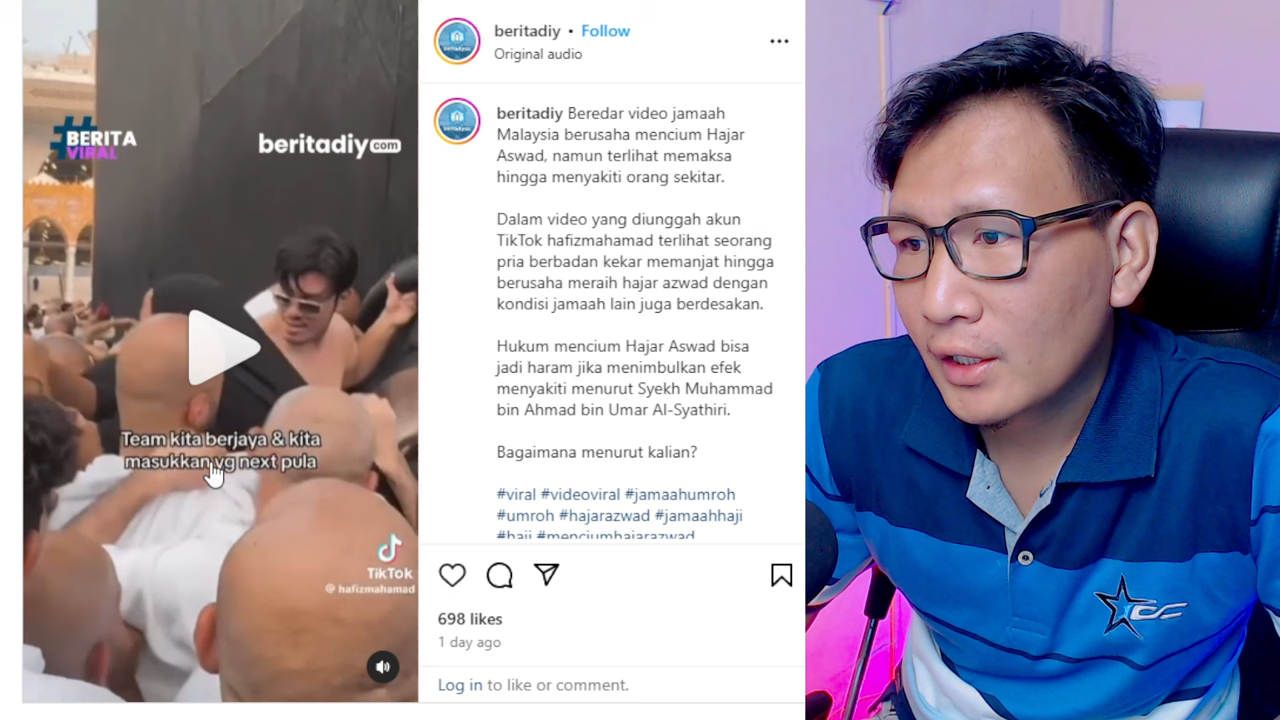 #BERITA
VIRAL
beritadiy.com
Team kita berjaya & kita
masukkan yg next pula
TikTok
@ hafizmahamad
beritadiy • Follow
Original audio
beritadiy Beredar video jamaah
Malaysia berusaha mencium Hajar
Aswad, namun terlihat memaksa
hingga menyakiti orang sekitar.
Dalam video yang diunggah akun
TikTok hafizmahamad terlihat seorang
pria berbadan kekar memanjat hingga
berusaha meraih hajar azwad dengan
kondisi jamaah lain juga berdesakan.
Hukum mencium Hajar Aswad bisa
jadi haram jika menimbulkan efek
menyakiti menurut Syekh Muhammad
bin Ahmad bin Umar Al-Syathiri.
Bagaimana menurut kalian?
#viral #videoviral #jamaahumroh
#umroh #hajarazwad #jamaahhaji
#haji #menciumhajarazwad
698 likes
1 day ago
Log in to like or comment.